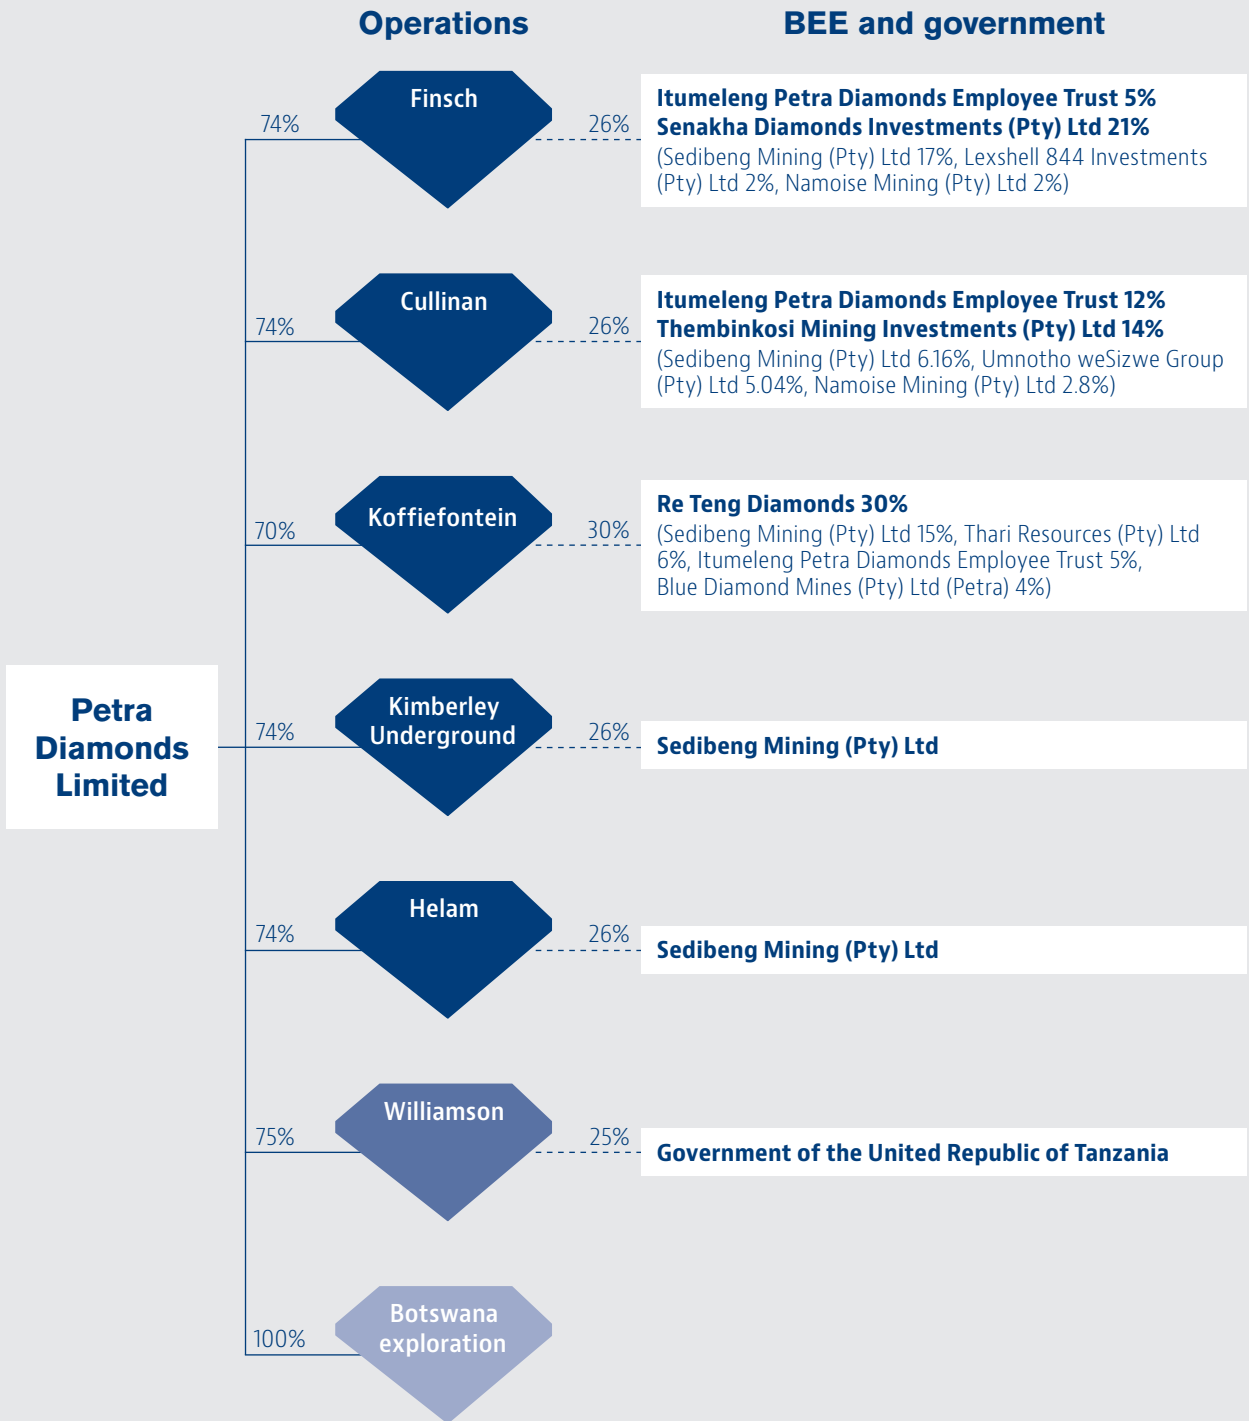 Operations
BEE and government
Finsch
74%
26%
Itumeleng Petra Diamonds Employee Trust 5%
Senakha Diamonds Investments (Pty) Ltd 21%
(Sedibeng Mining (Pty) Ltd 17%, Lexshell 844 Investments
(Pty) Ltd 2%, Namoise Mining (Pty) Ltd 2%)
Cullinan
74%
26%
Itumeleng Petra Diamonds Employee Trust 12%
Thembinkosi Mining Investments (Pty) Ltd 14%
(Sedibeng Mining (Pty) Ltd 6.16%, Umnotho weSizwe Group
(Pty) Ltd 5.04%, Namoise Mining (Pty) Ltd 2.8%)
Koffiefontein
70%
30%
Re Teng Diamonds 30%
(Sedibeng Mining (Pty) Ltd 15%, Thari Resources (Pty) Ltd
6%, Itumeleng Petra Diamonds Employee Trust 5%,
Blue Diamond Mines (Pty) Ltd (Petra) 4%)
Petra
Diamonds
Limited
Kimberley
Underground
74%
26%
Sedibeng Mining (Pty) Ltd
Helam
74%
26%
Sedibeng Mining (Pty) Ltd
Williamson
75%
25%
Government of the United Republic of Tanzania
Botswana
exploration
100%